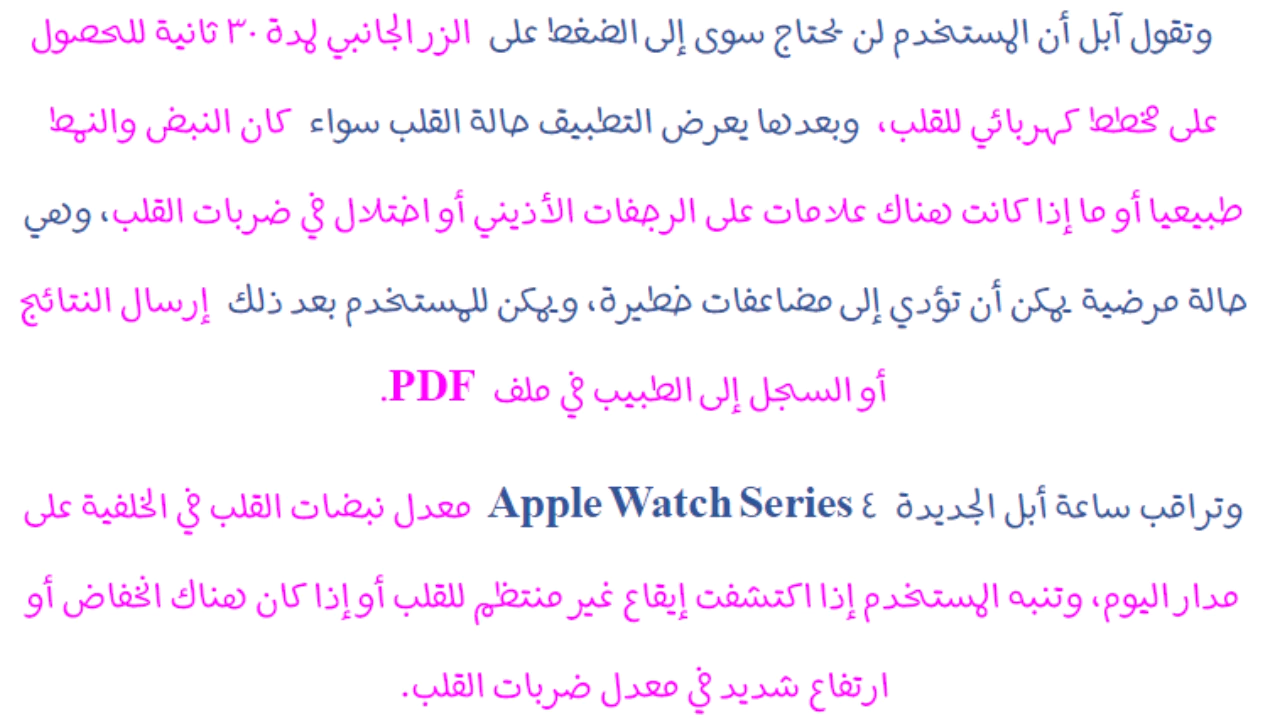 وتقول آبل أن المستخدم لن يحتاج سوى إلى الضغط على الزر الجانبي لمدة ٣٠ ثانية للحصول
على مخطط كهربائي للقلب، وبعدها يعرض التطبيق حالة القلب سواء كان النبض والنمط
طبيعيا أو ما إذا كانت هناك علامات على الرجفات الأذيني أو اختلال في ضربات القلب، وهي
حالة مرضية يمكن أن تؤدي إلى مضاعفات خطيرة، ويمكن للمستخدم بعد ذلك إرسال النتائج
أو السجل إلى الطبيب في ملف PDF.
وتراقب ساعة أبل الجديدة Apple Watch Series ٤ معدل نبضات القلب في الخلفية على
مدار اليوم، وتنبه المستخدم إذا اكتشفت إيقاع غير منتظم للقلب أو إذا كان هناك انخفاض أو
ارتفاع شديد في معدل ضربات القلب.